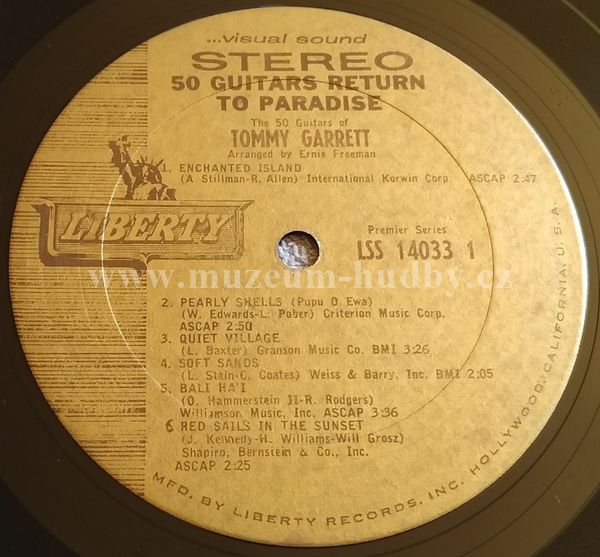 ...visual sound
STEREO
50 GUITARS RETURN
TO PARADISE
The 50 Guitars of
TOMMY GARRETT
Arranged by Ernie Freeman
1. ENCHANTED ISLAND
(A Stillman-R. Allen) International Korwin Corp. ASCAP 2:47
LIBERTY
Premier Series
LSS 14033 1
www.muzeum-hudby.cz
2. PEARLY SHELLS (Pupu O Ewa)
(W. Edwards-L. Pober) Criterion Music Corp.
ASCAP 2:50
3. QUIET VILLAGE
(L. Baxter) Granson Music Co. BMI 3:26
4. SOFT SANDS
(L. Stein-C. Coates) Weiss & Barry, Inc. BMI 2:05
5. BALI HA'I
(O. Hammerstein II-R. Rodgers)
Williamson Music, Inc. ASCAP 3:36
6 RED SAILS IN THE SUNSET
(J. Kennedy-H. Williams-Will Grosz)
Shapiro, Bernstein & Co., Inc.
ASCAP 2:25
MFD. BY LIBERTY RECORDS, INC. HOLLYWOOD, CALIFORNIA, U.S.A.